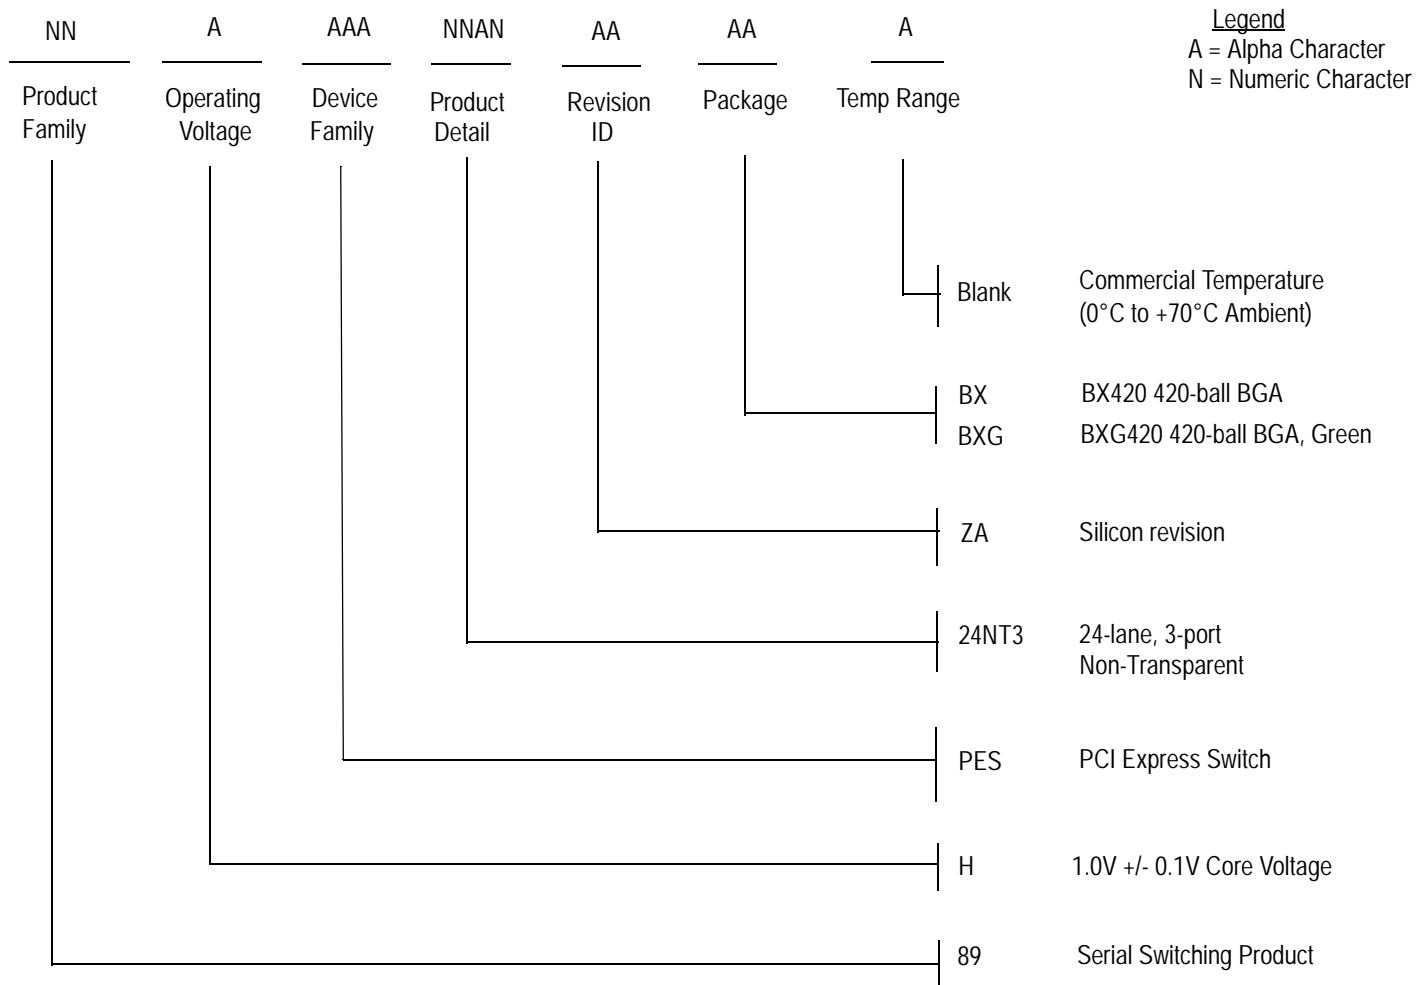 NN A AAA NNAN AA AA A
Legend
A = Alpha Character
N = Numeric Character
Product Family
Operating Voltage
Device Family
Product Detail
Revision ID
Package
Temp Range
Blank Commercial Temperature
(0°C to +70°C Ambient)
BX BX420 420-ball BGA
BXG BXG420 420-ball BGA, Green
ZA Silicon revision
24NT3 24-lane, 3-port
Non-Transparent
PES PCI Express Switch
H 1.0V +/- 0.1V Core Voltage
89 Serial Switching Product